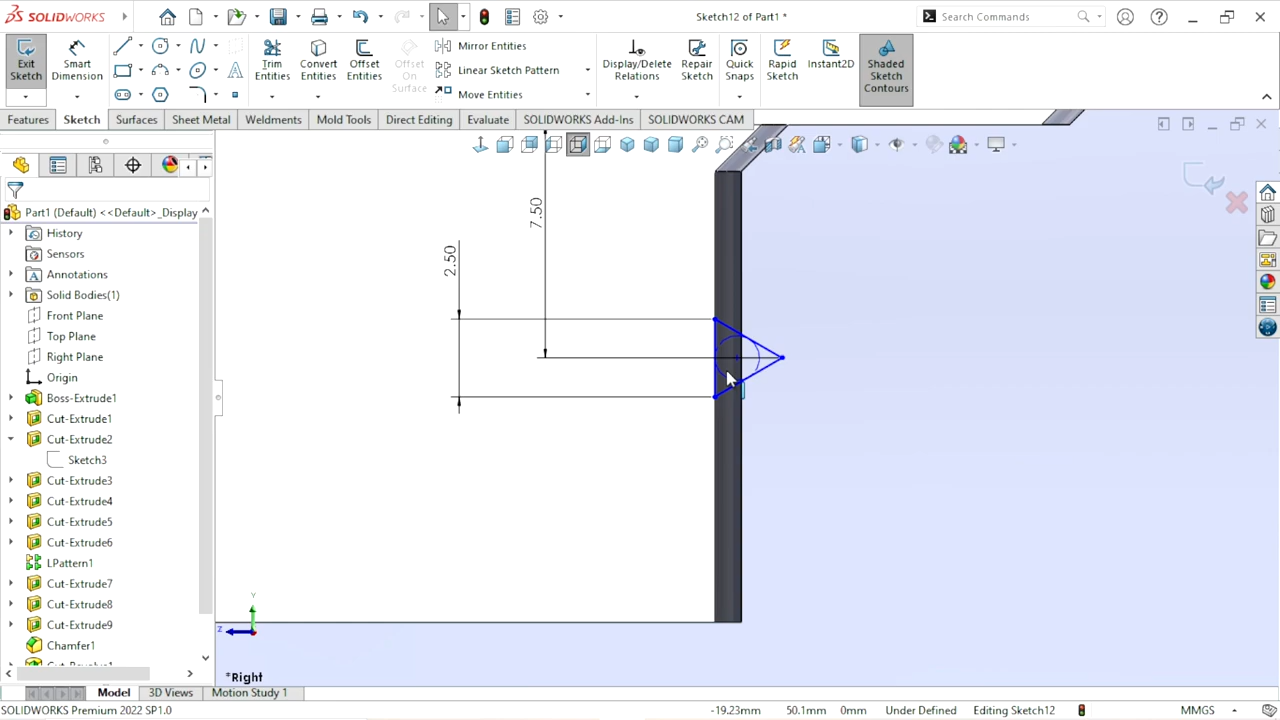 SOLIDWORKS
Sketch12 of Part1 *
Search Commands
Exit Sketch
Smart Dimension
Trim Entities
Convert Entities
Offset Entities
Offset On Surface
Mirror Entities
Linear Sketch Pattern
Move Entities
Display/Delete Relations
Repair Sketch
Quick Snaps
Rapid Sketch
Instant2D
Shaded Sketch Contours
Features
Sketch
Surfaces
Sheet Metal
Weldments
Mold Tools
Direct Editing
Evaluate
SOLIDWORKS Add-Ins
SOLIDWORKS CAM
Part1 (Default) <<Default>_Display
History
Sensors
Annotations
Solid Bodies(1)
Front Plane
Top Plane
Right Plane
Origin
Boss-Extrude1
Cut-Extrude1
Cut-Extrude2
Sketch3
Cut-Extrude3
Cut-Extrude4
Cut-Extrude5
Cut-Extrude6
LPattern1
Cut-Extrude7
Cut-Extrude8
Cut-Extrude9
Chamfer1
Cut-Revolve1
7.50
2.50
Y
Z
*Right
Model
3D Views
Motion Study 1
SOLIDWORKS Premium 2022 SP1.0
-19.23mm
50.1mm
0mm
Under Defined
Editing Sketch12
MMGS